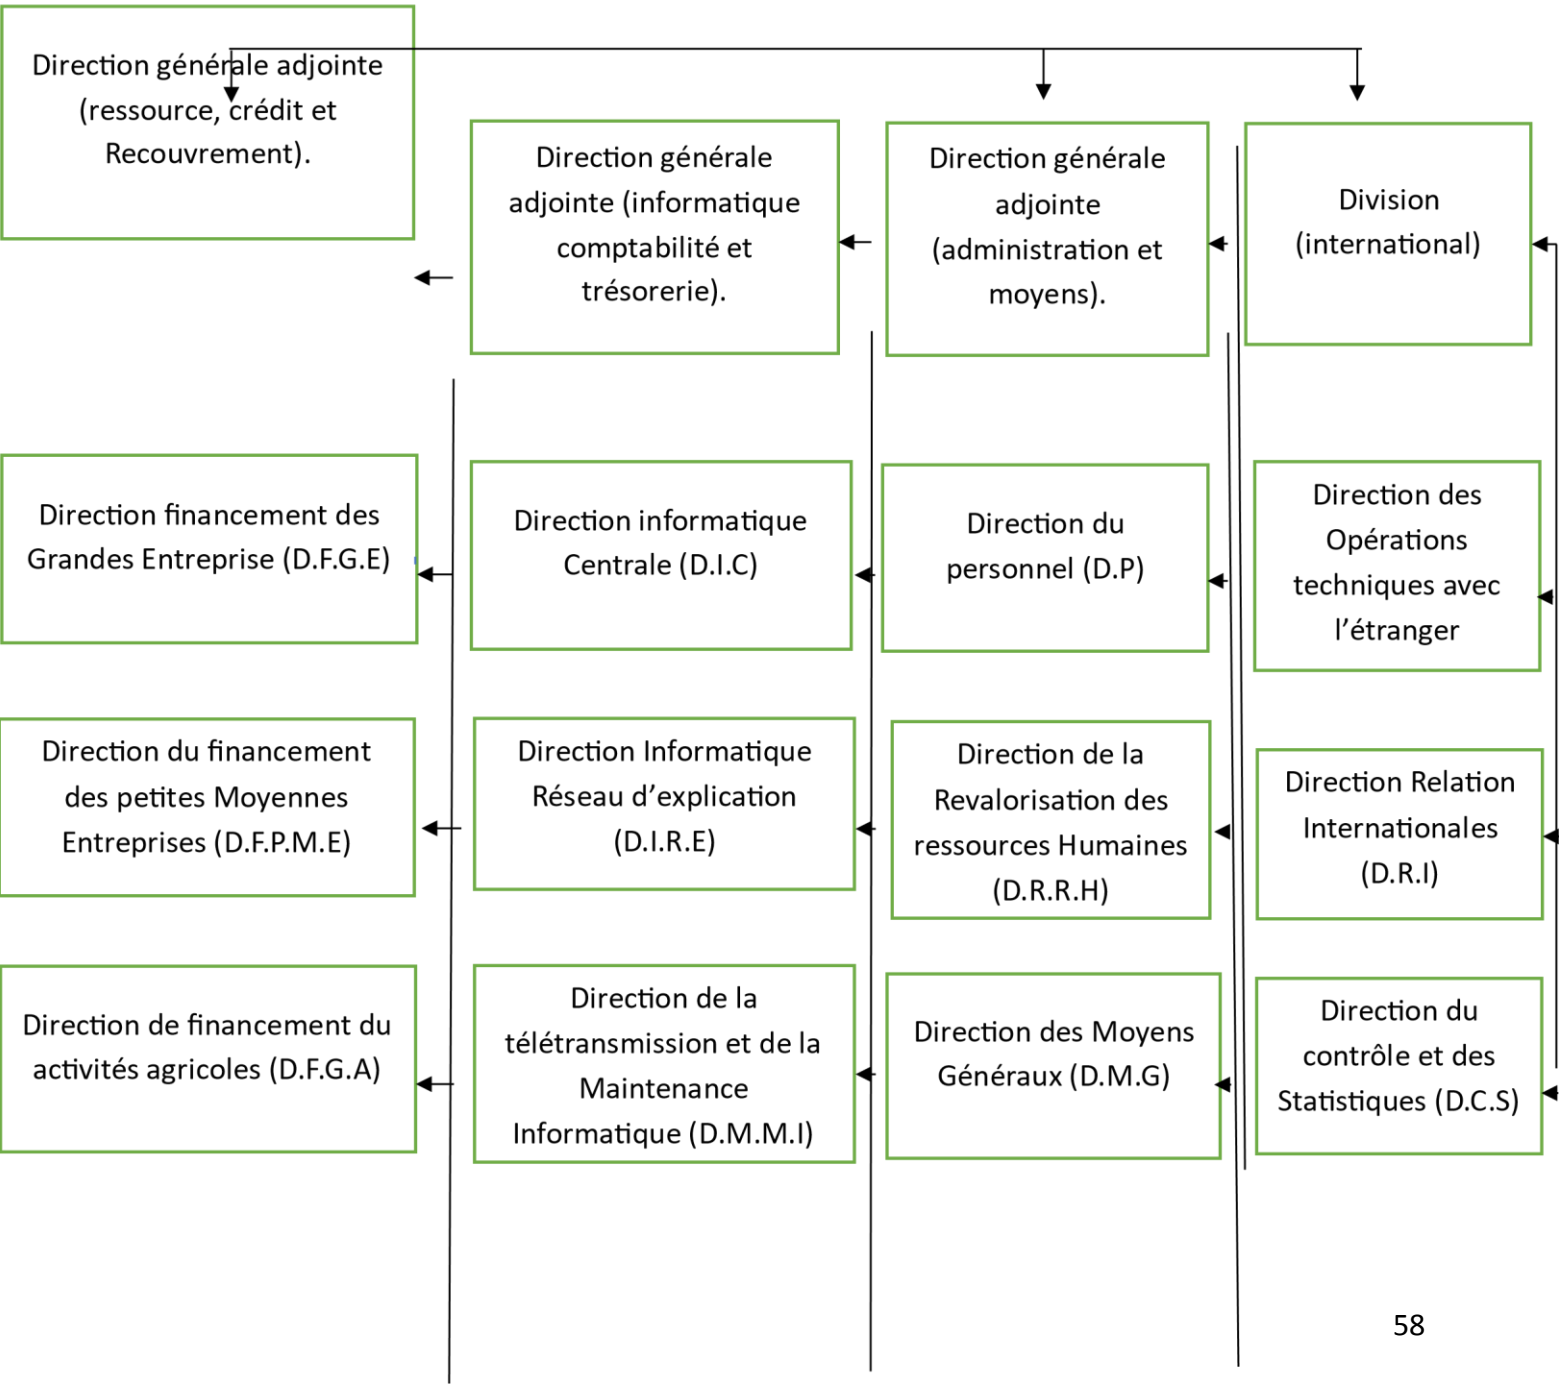 Direction générale adjointe
(ressource, crédit et
Recouvrement).
Direction générale
adjointe (informatique
comptabilité et
trésorerie).
Direction générale
adjointe
(administration et
moyens).
Division
(international)
Direction financement des
Grandes Entreprise (D.F.G.E)
Direction informatique
Centrale (D.I.C)
Direction du
personnel (D.P)
Direction des
Opérations
techniques avec
l’étranger
Direction du financement
des petites Moyennes
Entreprises (D.F.P.M.E)
Direction Informatique
Réseau d’explication
(D.I.R.E)
Direction de la
Revalorisation des
ressources Humaines
(D.R.R.H)
Direction Relation
Internationales
(D.R.I)
Direction de financement du
activités agricoles (D.F.G.A)
Direction de la
télétransmission et de la
Maintenance
Informatique (D.M.M.I)
Direction des Moyens
Généraux (D.M.G)
Direction du
contrôle et des
Statistiques (D.C.S)
58